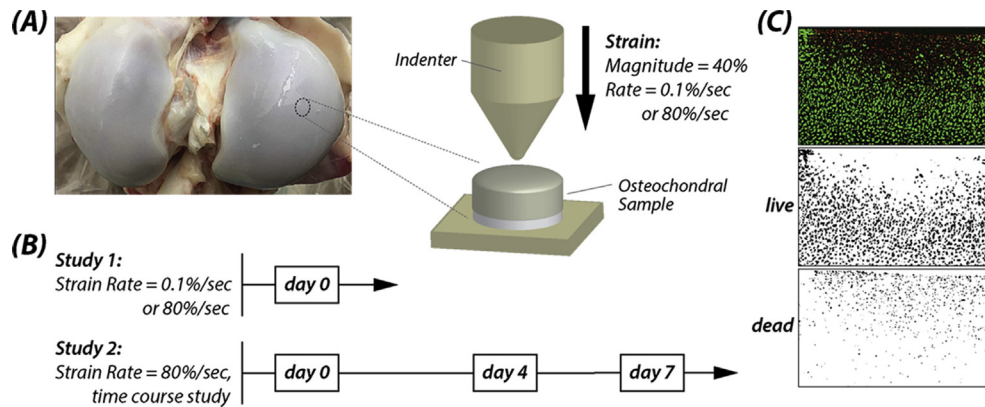 (A)
Indenter
Strain:
Magnitude = 40%
Rate = 0.1%/sec
or 80%/sec
Osteochondral
Sample
(B)
Study 1:
Strain Rate = 0.1%/sec
or 80%/sec
day 0
Study 2:
Strain Rate = 80%/sec,
time course study
day 0
day 4
day 7
(C)
live
dead